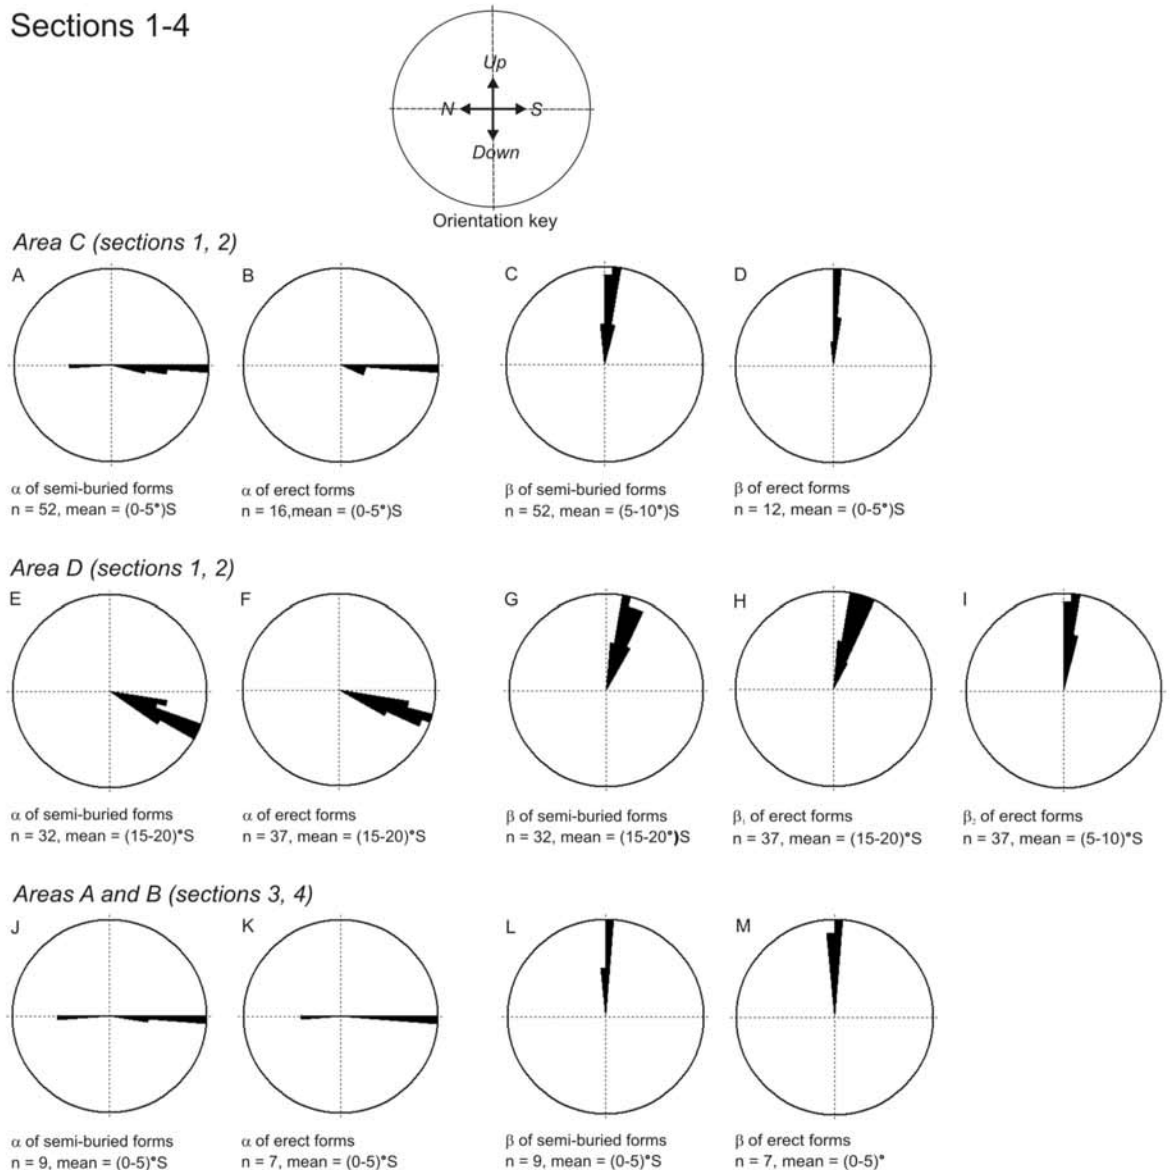 Sections 1-4
Up
N S
Down
Orientation key
Area C (sections 1, 2)
A B C D
α of semi-buried forms
n = 52, mean = (0-5°)S
α of erect forms
n = 16,mean = (0-5°)S
β of semi-buried forms
n = 52, mean = (5-10°)S
β of erect forms
n = 12, mean = (0-5°)S
Area D (sections 1, 2)
E F G H I
α of semi-buried forms
n = 32, mean = (15-20)°S
α of erect forms
n = 37, mean = (15-20)°S
β of semi-buried forms
n = 32, mean = (15-20°)S
β₁ of erect forms
n = 37, mean = (15-20)°S
β₂ of erect forms
n = 37, mean = (5-10)°S
Areas A and B (sections 3, 4)
J K L M
α of semi-buried forms
n = 9, mean = (0-5)°S
α of erect forms
n = 7, mean = (0-5)°S
β of semi-buried forms
n = 9, mean = (0-5)°S
β of erect forms
n = 7, mean = (0-5)°